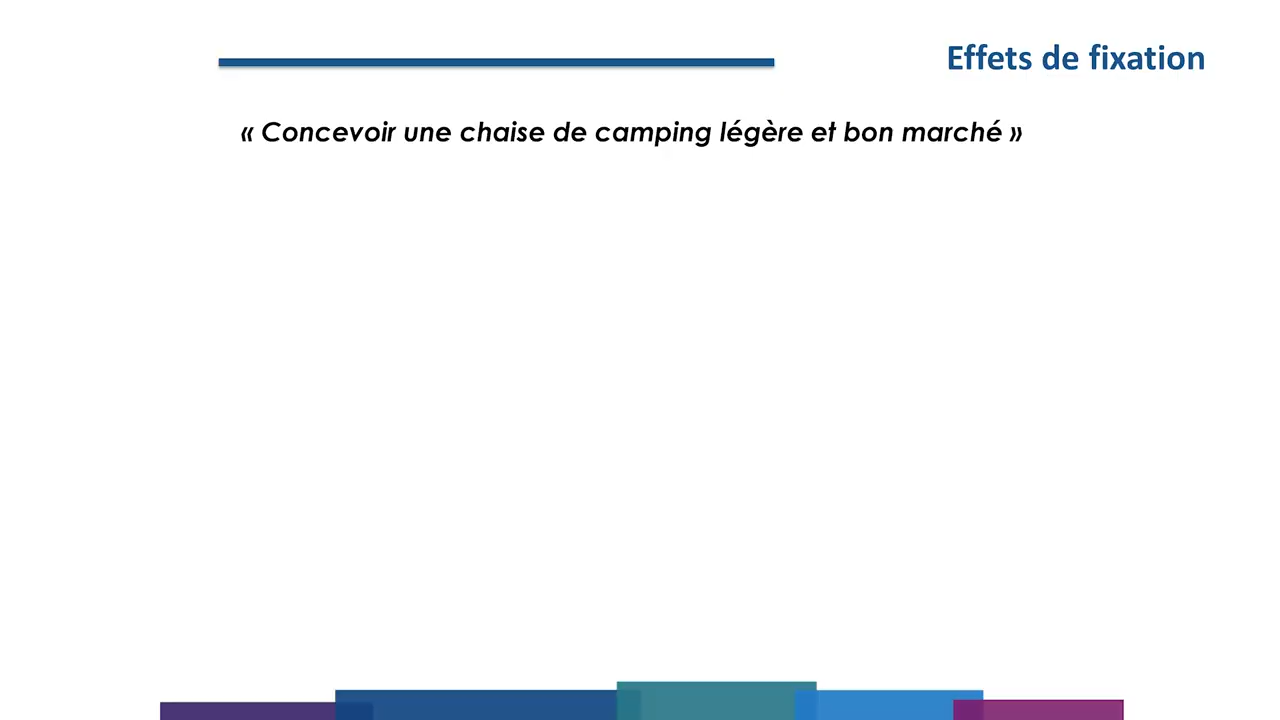 Effets de fixation
« Concevoir une chaise de camping légère et bon marché »